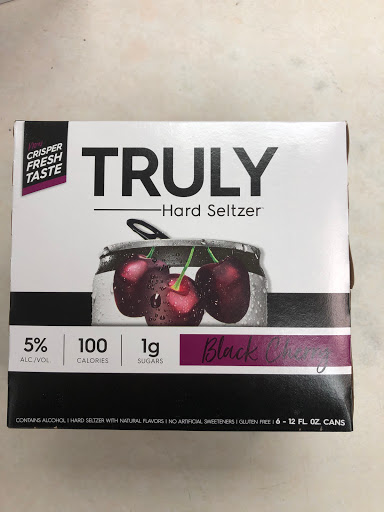 New
CRISPER
FRESH
TASTE
TRULY
Hard Seltzer
5%
ALC/VOL
100
CALORIES
1g
SUGARS
Black Cherry
CONTAINS ALCOHOL | HARD SELTZER WITH NATURAL FLAVORS | NO ARTIFICIAL SWEETENERS | GLUTEN FREE | 6 - 12 FL. OZ. CANS